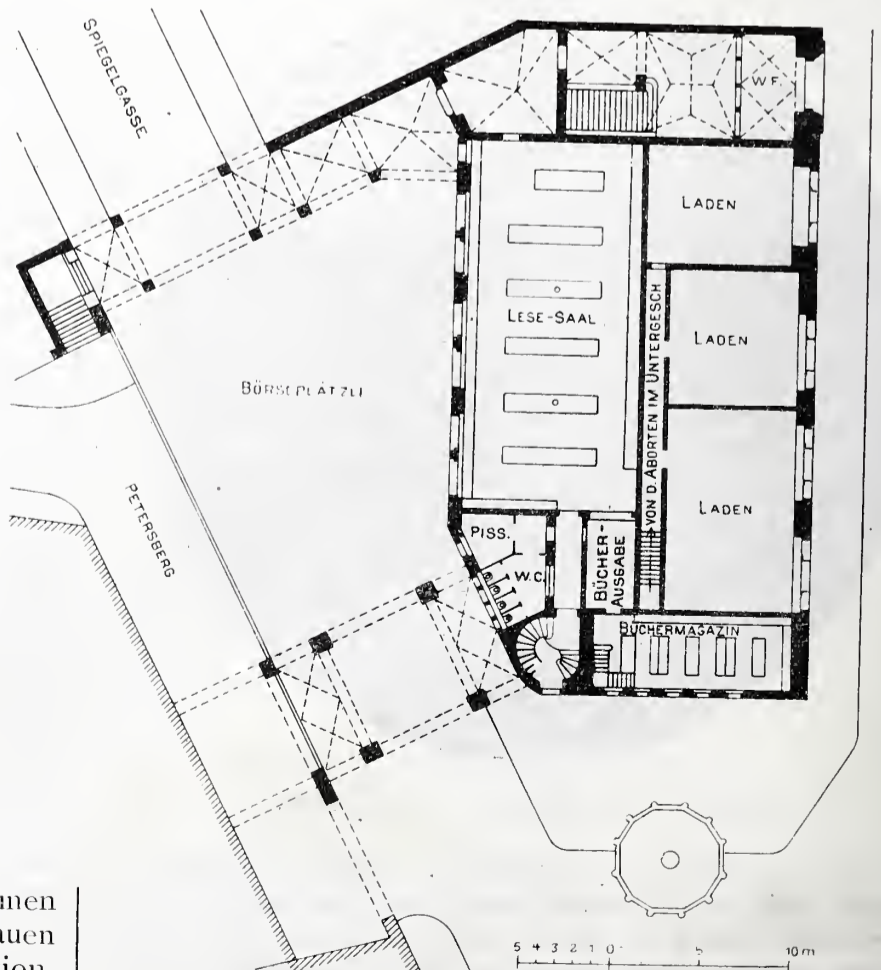 SPIEGELGASSE
W.F.
LADEN
LESE-SAAL
LADEN
BÖRSEPLÄTZLI
VON D. ABORTEN IM UNTERGESCH
PETERSBERG
LADEN
PISS.
W.C.
BÜCHER-
AUSGABE
BÜCHERMAGAZIN
5 4 3 2 1 0 5 10 m